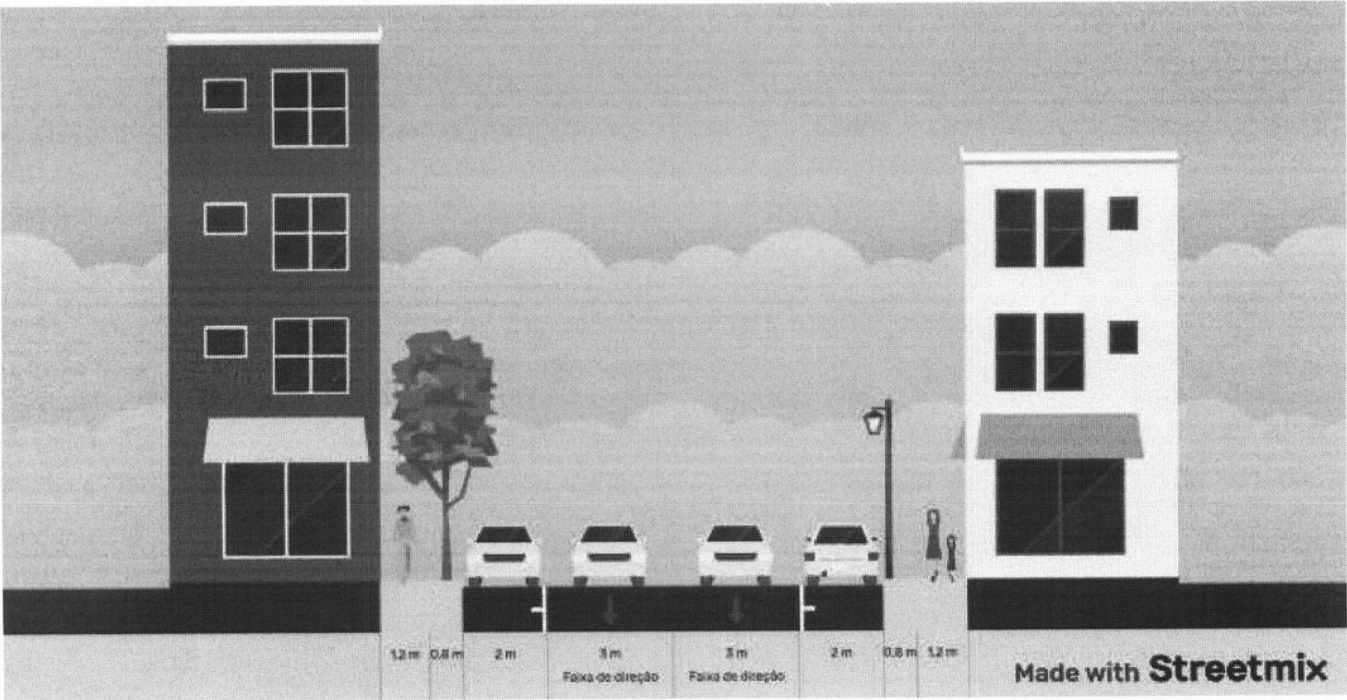 1.2 m 0.8 m 2 m 3 m 3 m 2 m 0.8 m 1.2 m
Faixa de direção Faixa de direção
Made with Streetmix